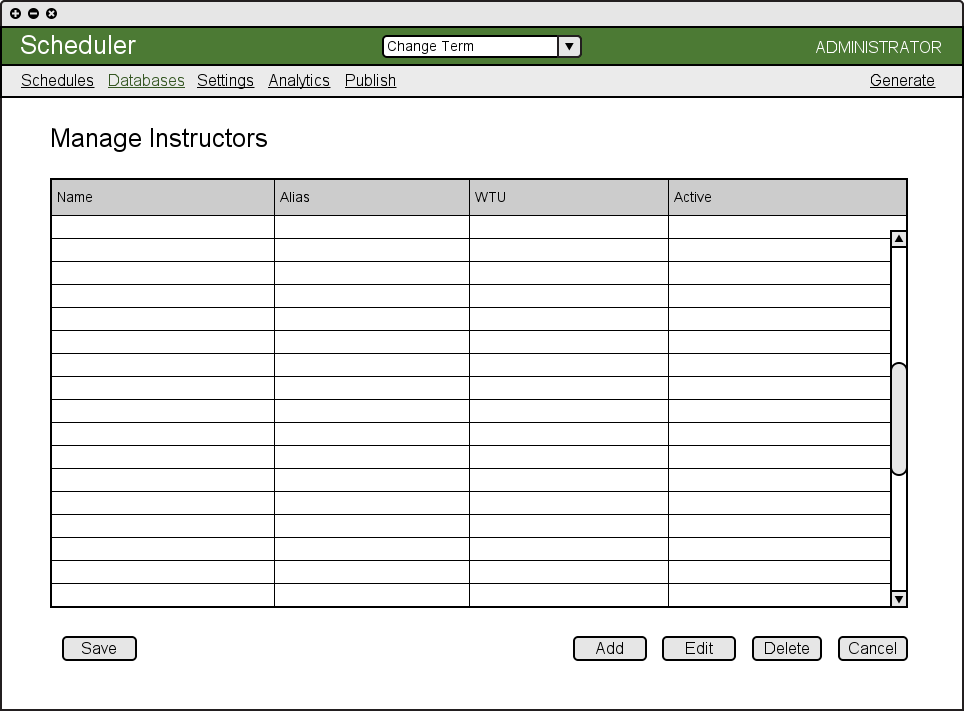 Scheduler Change Term ADMINISTRATOR
Schedules Databases Settings Analytics Publish Generate
Manage Instructors
Name Alias WTU Active
Save Add Edit Delete Cancel